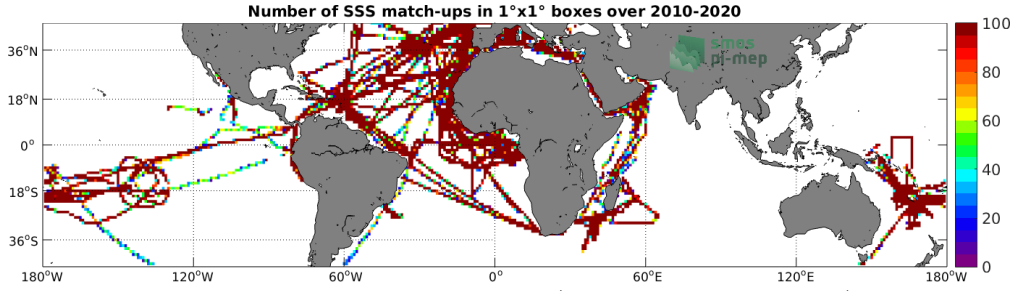 Number of SSS match-ups in 1°x1° boxes over 2010-2020
smos
pi-mep
36°N
18°N
0°
18°S
36°S
180°W
120°W
60°W
0°
60°E
120°E
180°W
100
80
60
40
20
0